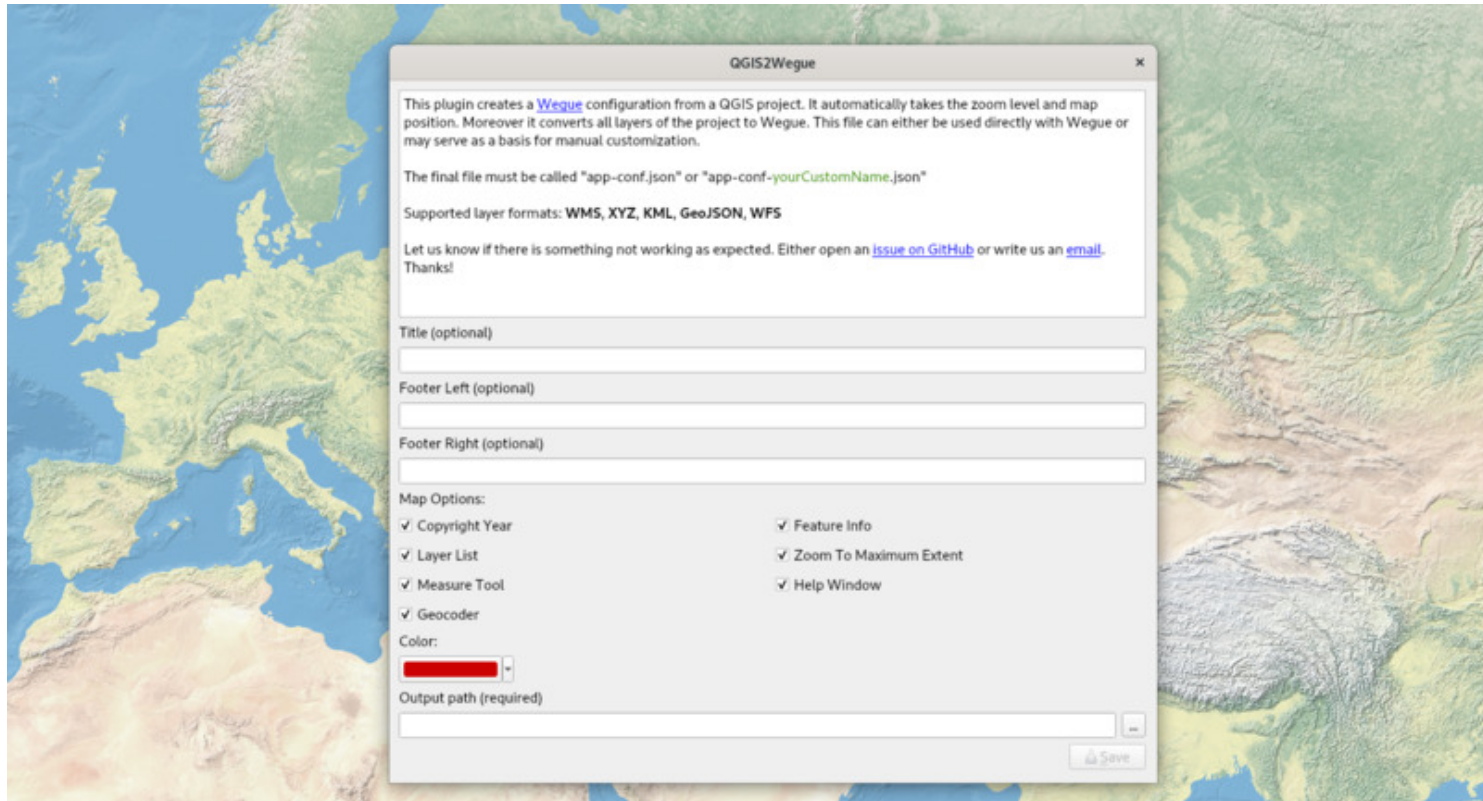 QGIS2Wegue
This plugin creates a Wegue configuration from a QGIS project. It automatically takes the zoom level and map
position. Moreover it converts all layers of the project to Wegue. This file can either be used directly with Wegue or
may serve as a basis for manual customization.
The final file must be called "app-conf.json" or "app-conf-yourCustomName.json"
Supported layer formats: WMS, XYZ, KML, GeoJSON, WFS
Let us know if there is something not working as expected. Either open an issue on GitHub or write us an email.
Thanks!
Title (optional)
Footer Left (optional)
Footer Right (optional)
Map Options:
Copyright Year
Feature Info
Layer List
Zoom To Maximum Extent
Measure Tool
Help Window
Geocoder
Color:
Output path (required)
...
Save